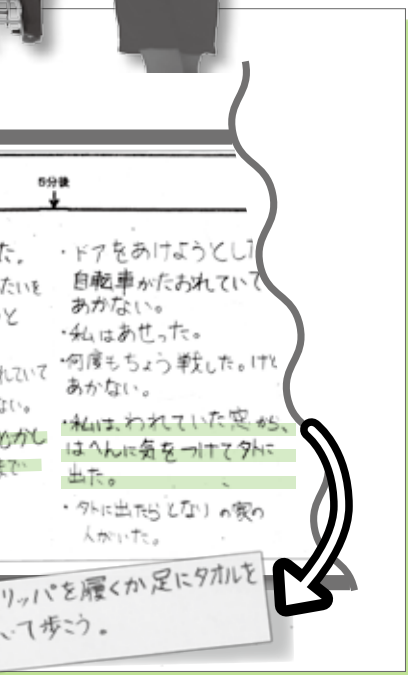 5分後
た。
たいを
と
れていて
ない。
むかし
まで
・ドアをあけようとした
自転車がたおれていて
あかない。
・私はあせった。
・何度もちょう戦した。けど
あかない。
・私は、われていた窓から、
はへんに気をつけて外に
出た。
・外に出たらとなりの家の
人がいた。
リッパを履くか足にタオルを
いて歩こう。